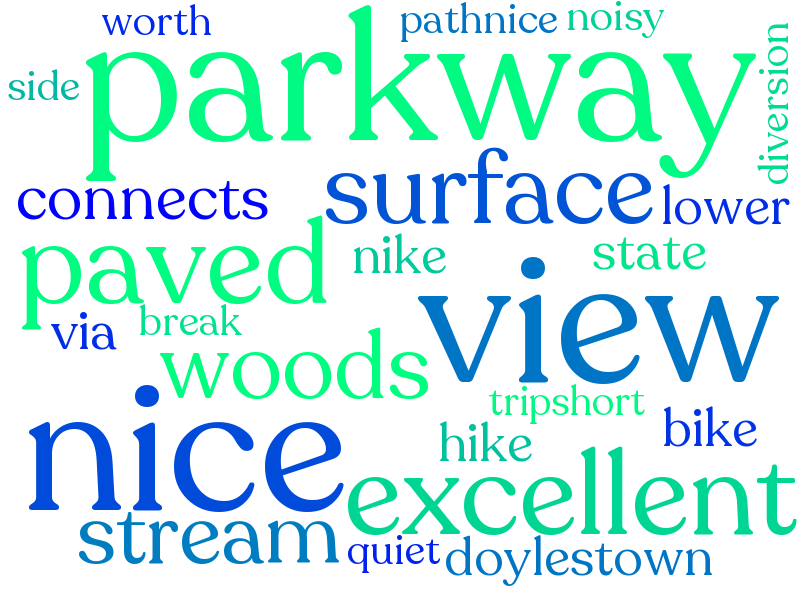 worth pathnice noisy
side parkway diversion
connects surface lower
paved nike state
via break view
woods
nice tripshort
hike bike
excellent
stream quiet doylestown